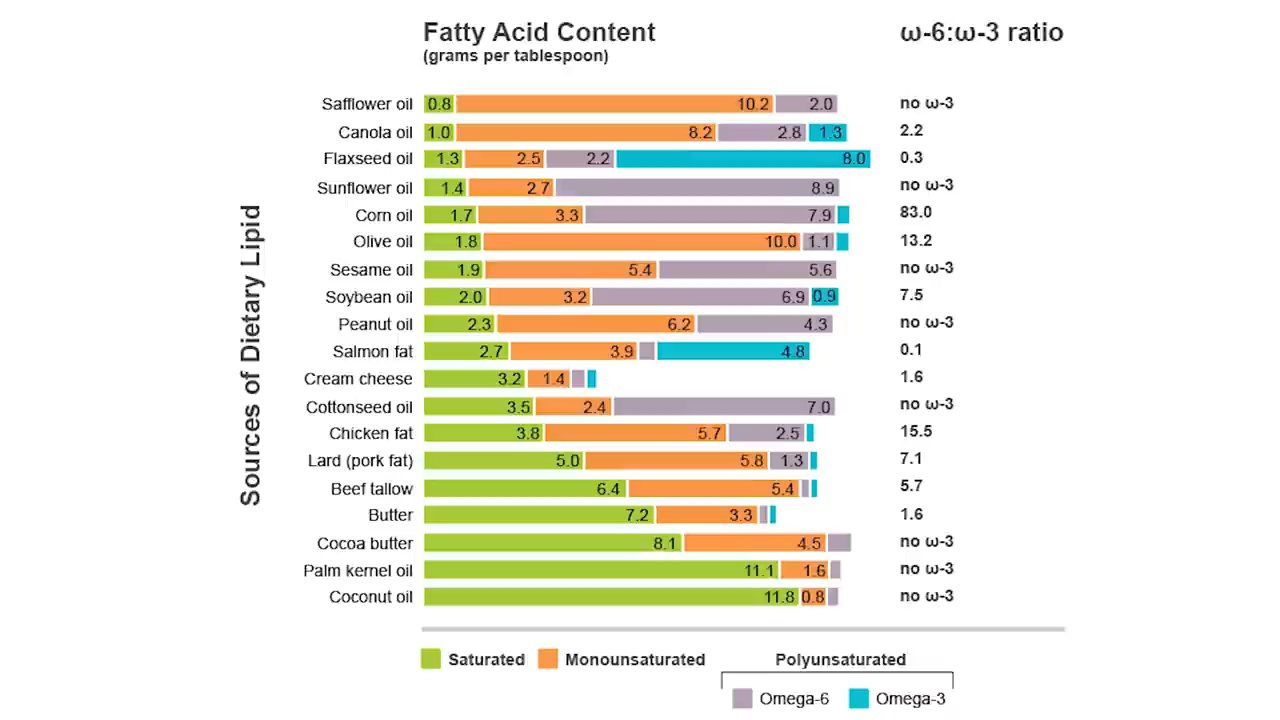 Fatty Acid Content ω-6:ω-3 ratio
(grams per tablespoon)
Sources of Dietary Lipid
Safflower oil 0.8 10.2 2.0 no ω-3
Canola oil 1.0 8.2 2.8 1.3 2.2
Flaxseed oil 1.3 2.5 2.2 8.0 0.3
Sunflower oil 1.4 2.7 8.9 no ω-3
Corn oil 1.7 3.3 7.9 83.0
Olive oil 1.8 10.0 1.1 13.2
Sesame oil 1.9 5.4 5.6 no ω-3
Soybean oil 2.0 3.2 6.9 0.9 7.5
Peanut oil 2.3 6.2 4.3 no ω-3
Salmon fat 2.7 3.9 4.8 0.1
Cream cheese 3.2 1.4 1.6
Cottonseed oil 3.5 2.4 7.0 no ω-3
Chicken fat 3.8 5.7 2.5 15.5
Lard (pork fat) 5.0 5.8 1.3 7.1
Beef tallow 6.4 5.4 5.7
Butter 7.2 3.3 1.6
Cocoa butter 8.1 4.5 no ω-3
Palm kernel oil 11.1 1.6 no ω-3
Coconut oil 11.8 0.8 no ω-3
Saturated Monounsaturated Polyunsaturated
Omega-6 Omega-3